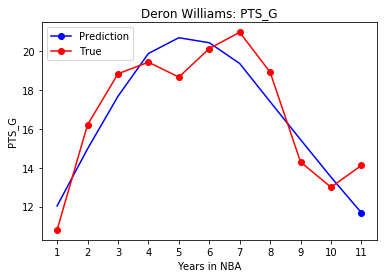 Deron Williams: PTS_G
Prediction
True
PTS_G
20
18
16
14
12
1 2 3 4 5 6 7 8 9 10 11
Years in NBA